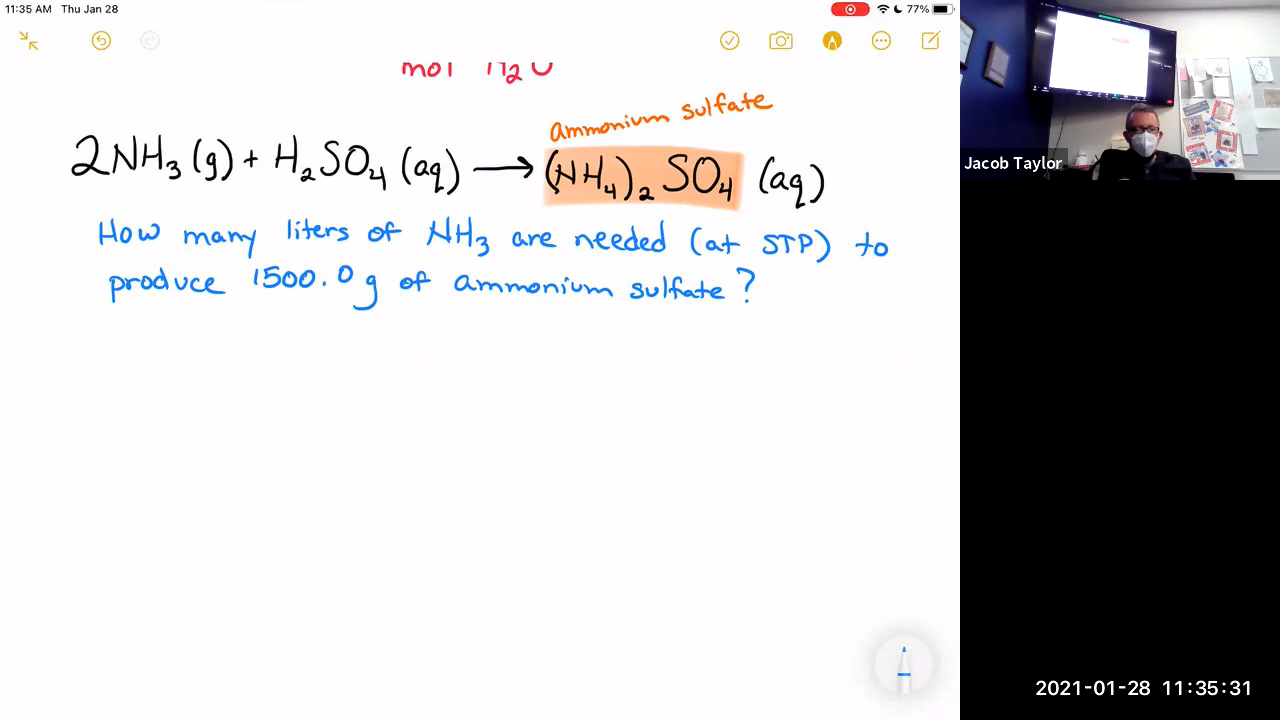 11:35 AM Thu Jan 28
77%
mol H₂O
ammonium sulfate
2NH₃ (g) + H₂SO₄ (aq) → (NH₄)₂ SO₄ (aq)
How many liters of NH₃ are needed (at STP) to
produce 1500.0 g of ammonium sulfate?
Jacob Taylor
2021-01-28 11:35:31